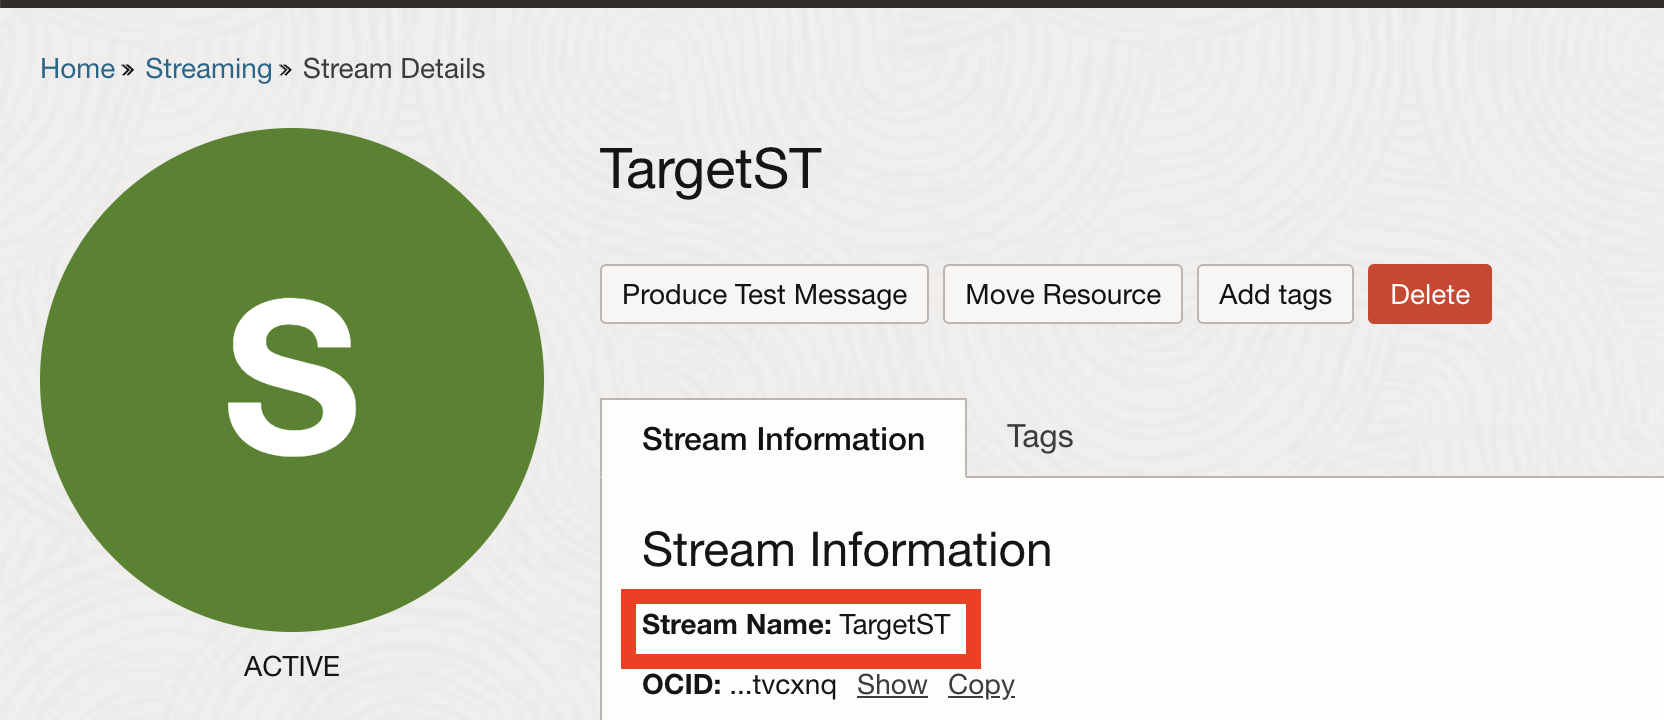 Home » Streaming » Stream Details
TargetST
Produce Test Message Move Resource Add tags Delete
S
Stream Information Tags
Stream Information
Stream Name: TargetST
ACTIVE
OCID: ...tvcxnq Show Copy